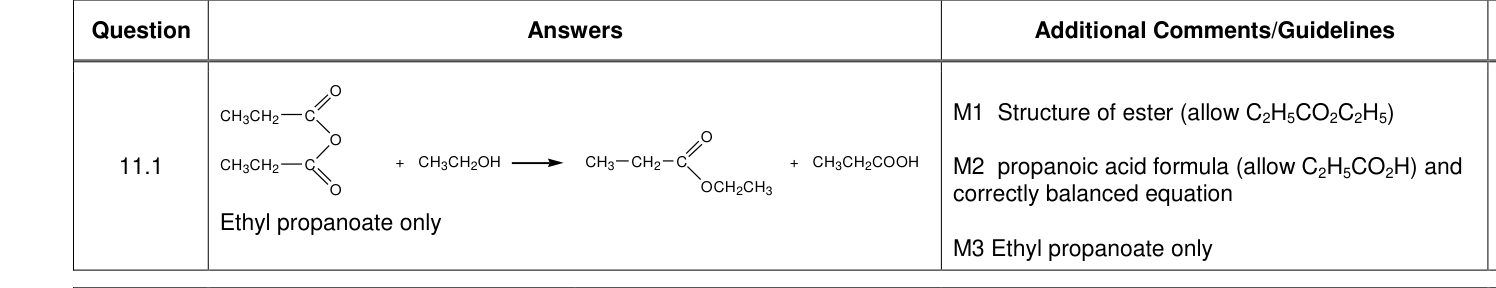 Question Answers Additional Comments/Guidelines
11.1
O
CH₃CH₂—C
O
CH₃CH₂—C
O
+ CH₃CH₂OH
CH₃—CH₂—C
O
OCH₂CH₃
+ CH₃CH₂COOH
Ethyl propanoate only
M1 Structure of ester (allow C₂H₅CO₂C₂H₅)
M2 propanoic acid formula (allow C₂H₅CO₂H) and
correctly balanced equation
M3 Ethyl propanoate only